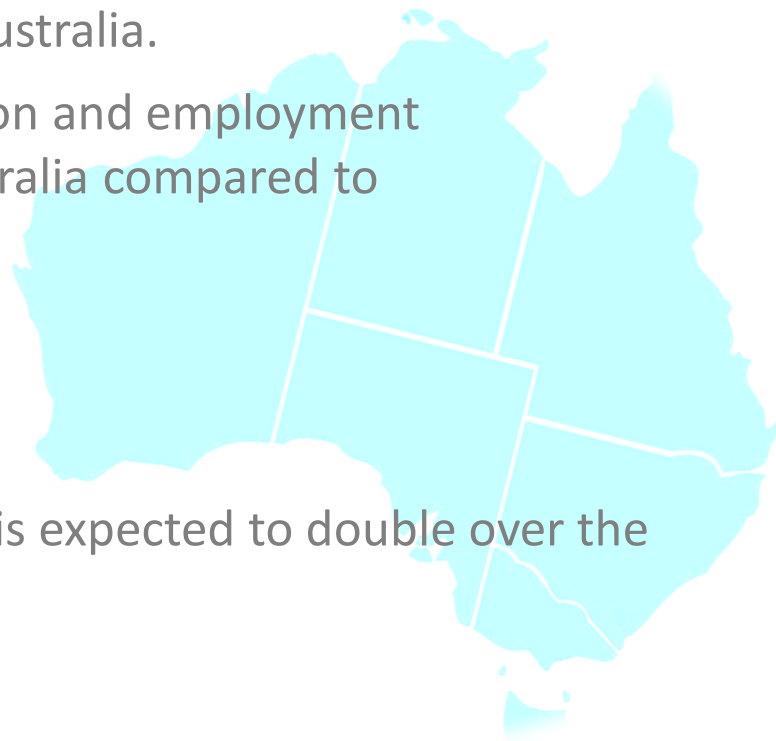 ustralia.
on and employment
ralia compared to
is expected to double over the